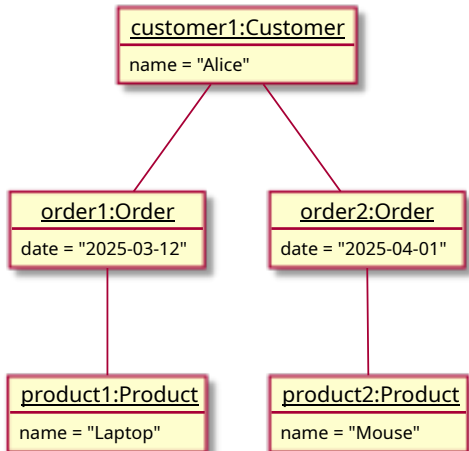 customer1:Customer
name = "Alice"
order1:Order
date = "2025-03-12"
order2:Order
date = "2025-04-01"
product1:Product
name = "Laptop"
product2:Product
name = "Mouse"